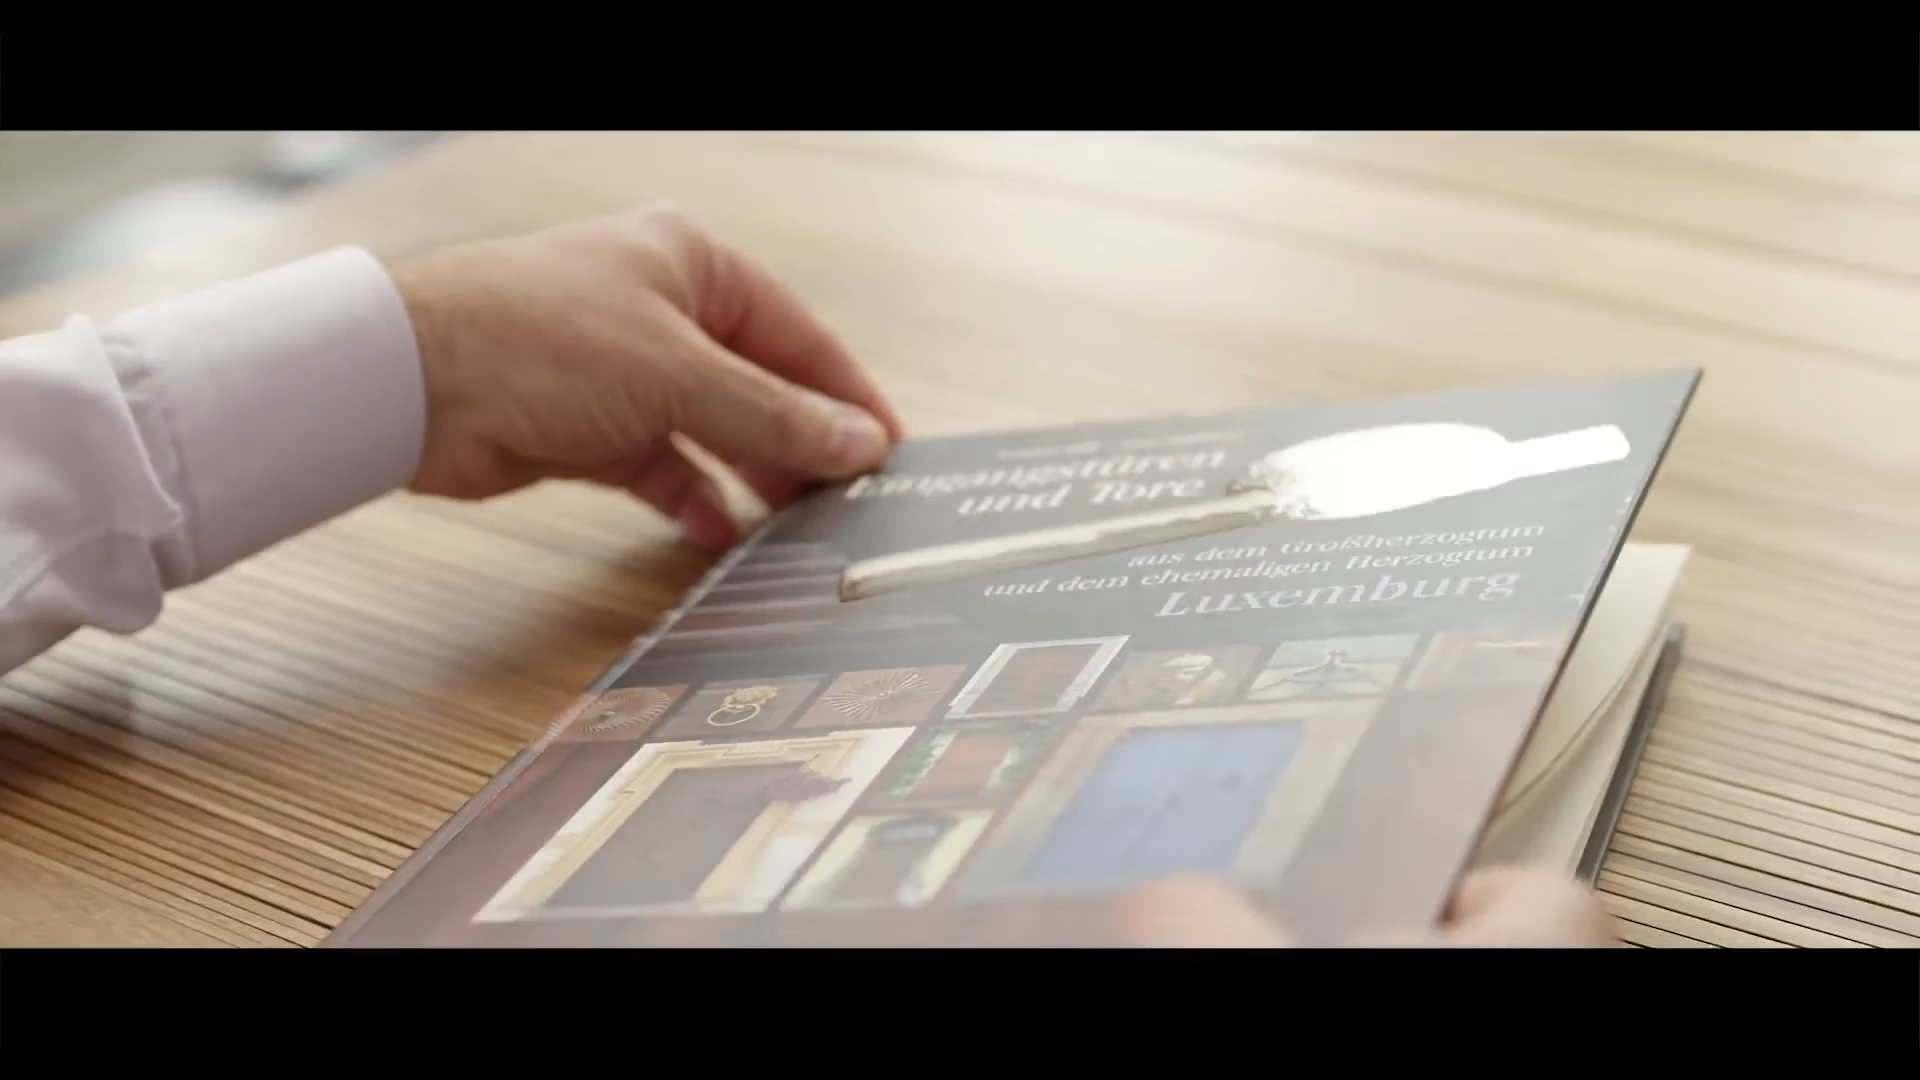 Eingangstüren
und Tore
aus dem Großherzogtum
und dem ehemaligen Herzogtum
Luxemburg